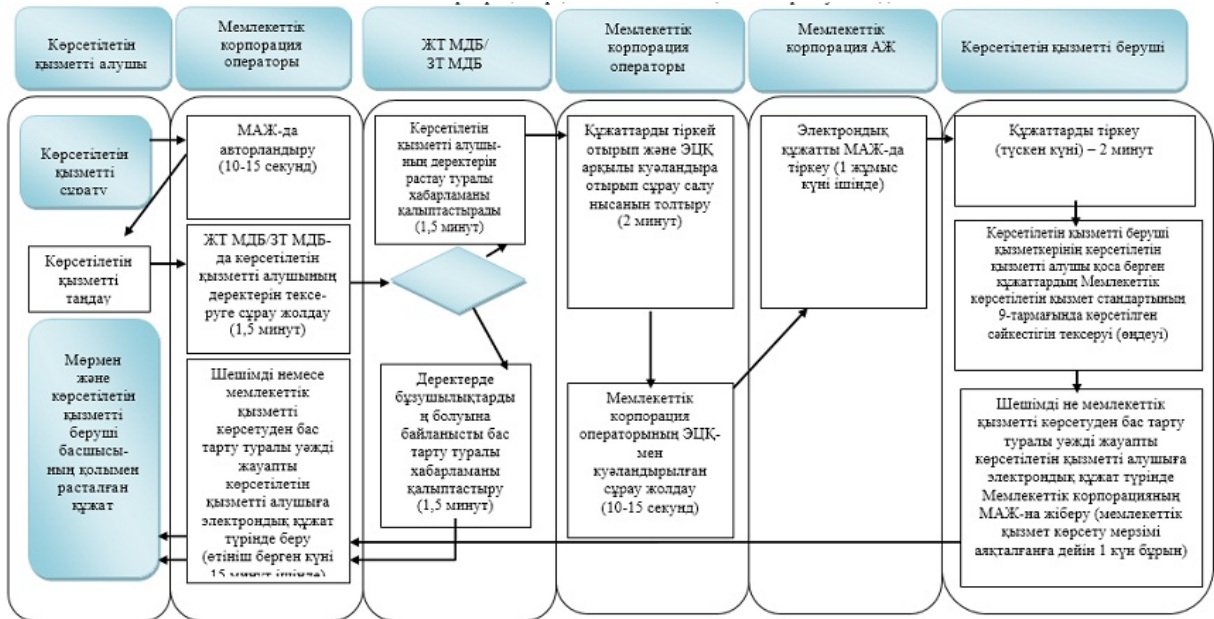 Көрсетілетін
қызметті алушы
Мемлекеттік
корпорация
операторы
ЖТ МДБ/
ЗТ МДБ
Мемлекеттік
корпорация
операторы
Мемлекеттік
корпорация АЖ
Көрсетілетін қызметті беруші
Көрсетілетін
қызметті
сұрату
Көрсетілетін
қызметті
таңдау
Мөрмен
және
көрсетілетін
қызметті
беруші
басшысы-
ның қолымен
расталған
құжат
МАЖ-да
авторландыру
(10-15 секунд)
ЖТ МДБ/ЗТ МДБ-
да көрсетілетін
қызметті алушының
деректерін тексе-
руге сұрау жолдау
(1,5 минут)
Шешімді немесе
мемлекеттік
қызметті
көрсетуден бас
тарту туралы уәжді
жауапты
көрсетілетін
қызметті алушыға
электрондық құжат
түрінде беру
(өтініш берген күні
15 минут ішінде)
Көрсетілетін
қызметті алушы-
ның деректерін
растау туралы
хабарламаны
қалыптастырады
(1,5 минут)
Деректерде
бұзушылықтарды
ң болуына
байланысты бас
тарту туралы
хабарламаны
қалыптастыру
(1,5 минут)
Құжаттарды тіркей
отырып және ЭЦҚ
арқылы куәландыра
отырып сұрау салу
нысанын толтыру
(2 минут)
Мемлекеттік
корпорация
операторының ЭЦҚ-
мен
куәландырылған
сұрау жолдау
(10-15 секунд)
Электрондық
құжатты МАЖ-да
тіркеу (1 жұмыс
күні ішінде)
Құжаттарды тіркеу
(түскен күні) – 2 минут
Көрсетілетін қызметті беруші
қызметкерінің көрсетілетін
қызметті алушы қоса берген
құжаттардың Мемлекеттік
көрсетілетін қызмет стандартының
9-тармағында көрсетілген
сәйкестігін тексеруі (өңдеуі)
Шешімді не мемлекеттік
қызметті көрсетуден бас тарту
туралы уәжді жауапты
көрсетілетін қызметті алушыға
электрондық құжат түрінде
Мемлекеттік корпорацияның
МАЖ-на жіберу (мемлекеттік
қызмет көрсету мерзімі
аяқталғанға дейін 1 күн бұрын)